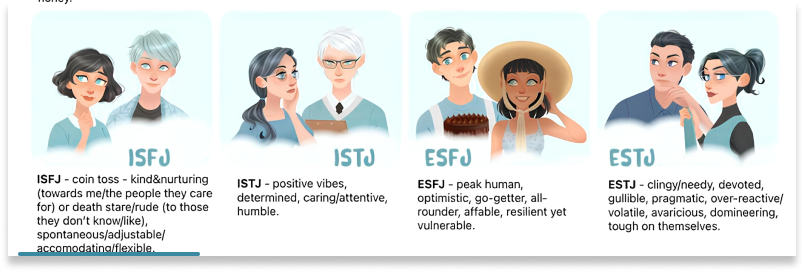 money.
ISFJ
ISTJ
ESFJ
ESTJ
ISFJ - coin toss - kind&nurturing
(towards me/the people they care
for) or death stare/rude (to those
they don't know/like),
spontaneous/adjustable/
accomodating/flexible.
ISTJ - positive vibes,
determined, caring/attentive,
humble.
ESFJ - peak human,
optimistic, go-getter, all-
rounder, affable, resilient yet
vulnerable.
ESTJ - clingy/needy, devoted,
gullible, pragmatic, over-reactive/
volatile, avaricious, domineering,
tough on themselves.